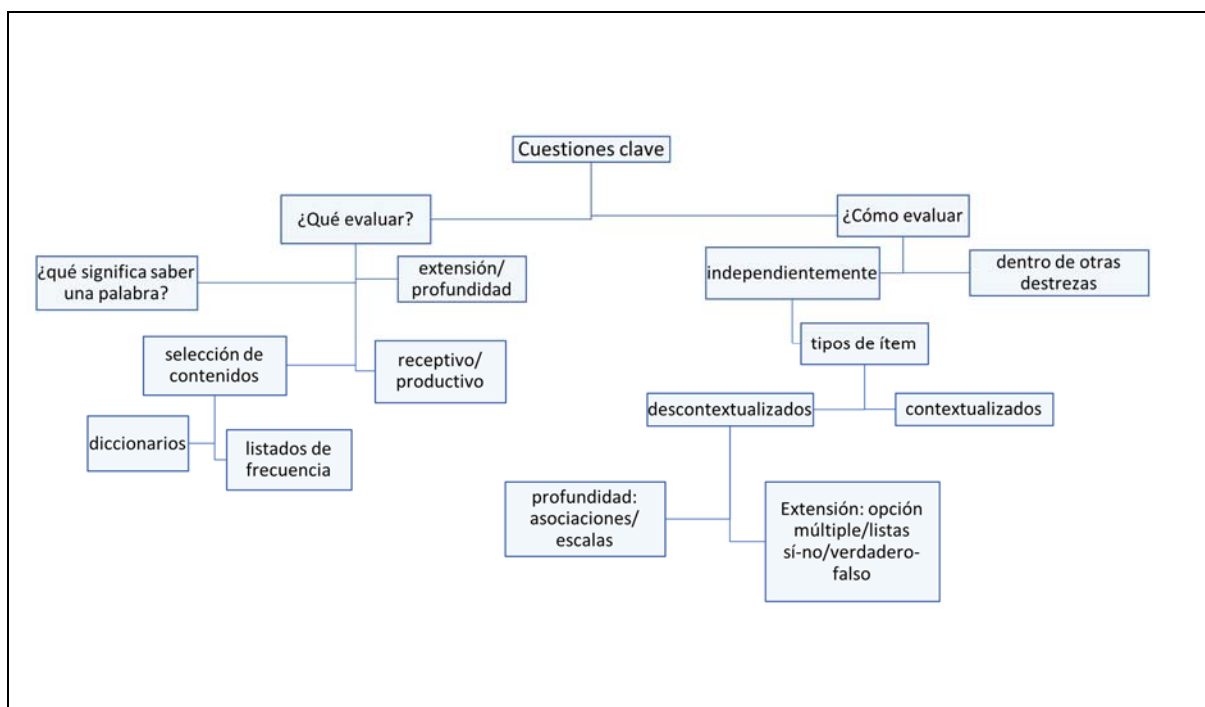 Cuestiones clave
¿Qué evaluar?
¿Cómo evaluar
¿qué significa saber
una palabra?
extensión/
profundidad
independientemente
dentro de otras
destrezas
selección de
contenidos
receptivo/
productivo
tipos de ítem
diccionarios
listados de
frecuencia
descontextualizados
contextualizados
profundidad:
asociaciones/
escalas
Extensión: opción
múltiple/listas
sí-no/verdadero-
falso